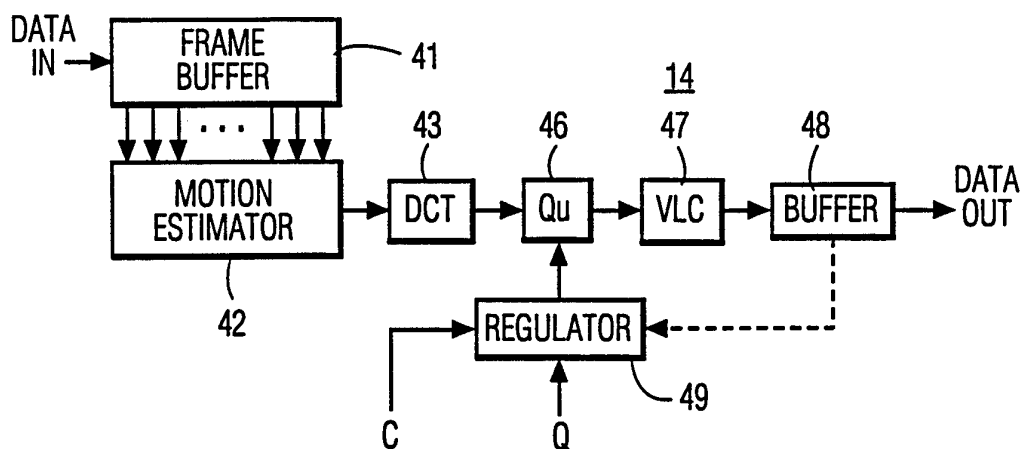 DATA
IN
FRAME
BUFFER
41
14
...
43
46
47
48
MOTION
ESTIMATOR
DCT
Qu
VLC
BUFFER
DATA
OUT
42
REGULATOR
49
C
Q